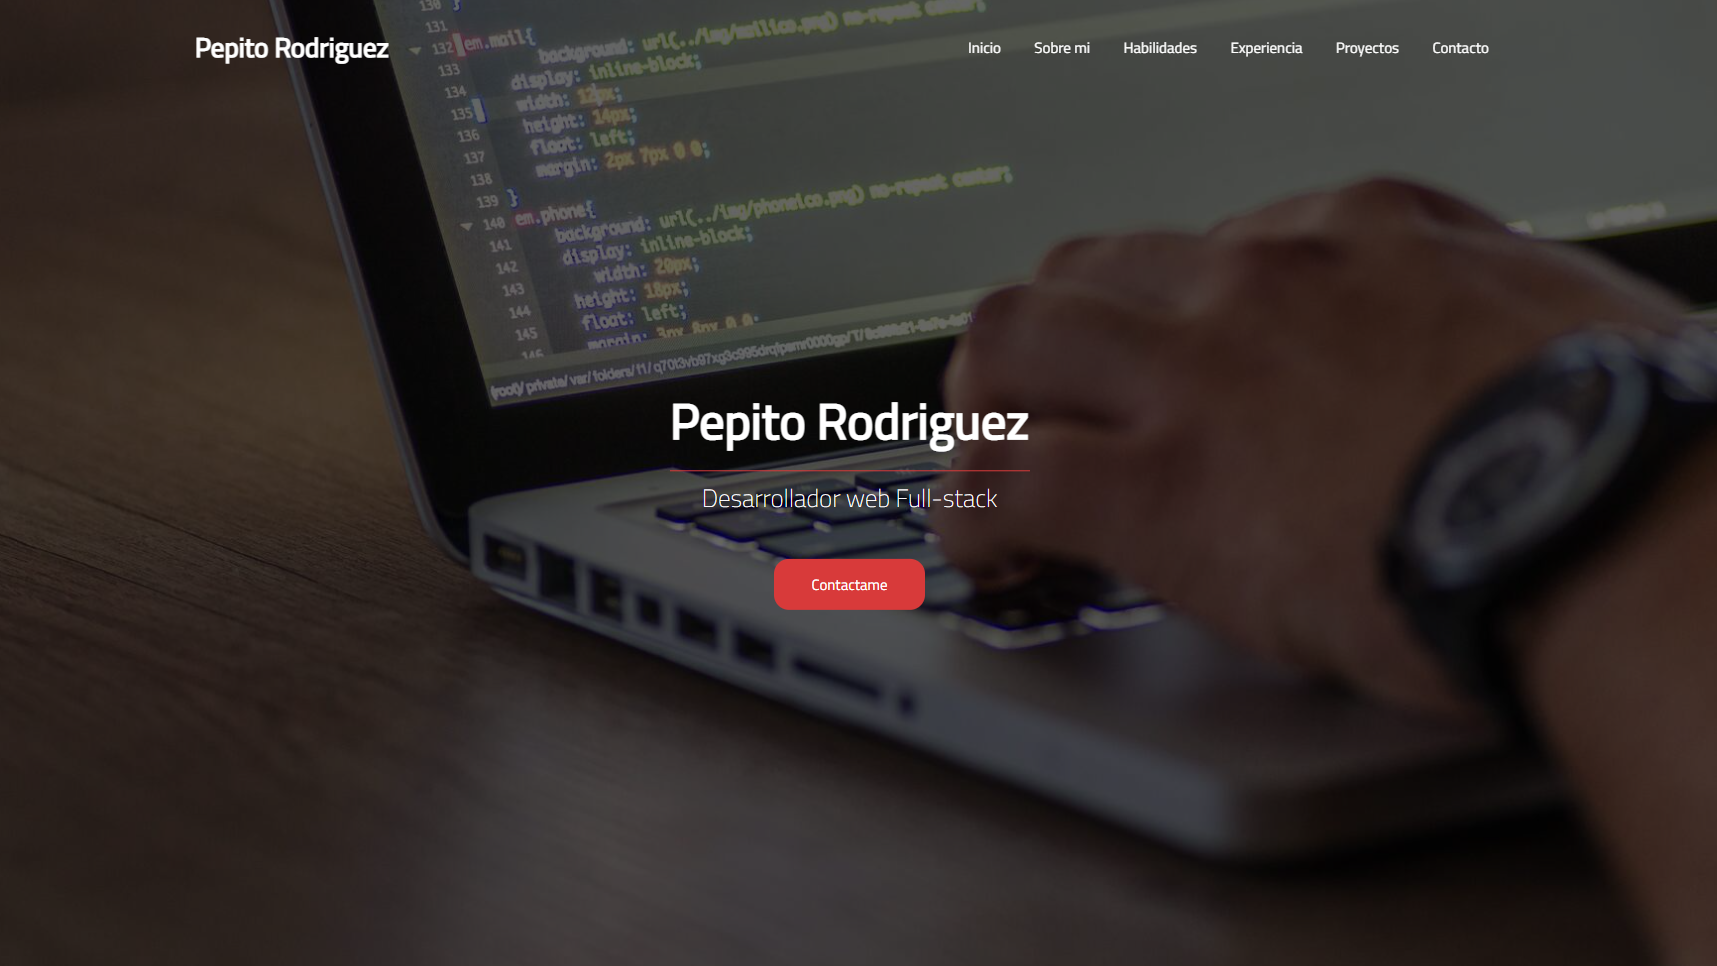 Pepito Rodriguez
Inicio Sobre mi Habilidades Experiencia Proyectos Contacto
130 }
131
132 em.mail{
background: url(../img/mailico.png) no-repeat center;
133 display: inline-block;
134 width: 12px;
135 height: 14px;
136 float: left;
137 margin: 2px 7px 0 0;
138
139 }
140 em.phone{
141 background: url(../img/phoneico.png) no-repeat center;
142 display: inline-block;
143 width: 20px;
144 height: 18px;
145 float: left;
146 margin: 3px 8px 0 0;
(root)/ private/ var/ folders/ f1/
Pepito Rodriguez
Desarrollador web Full-stack
Contactame